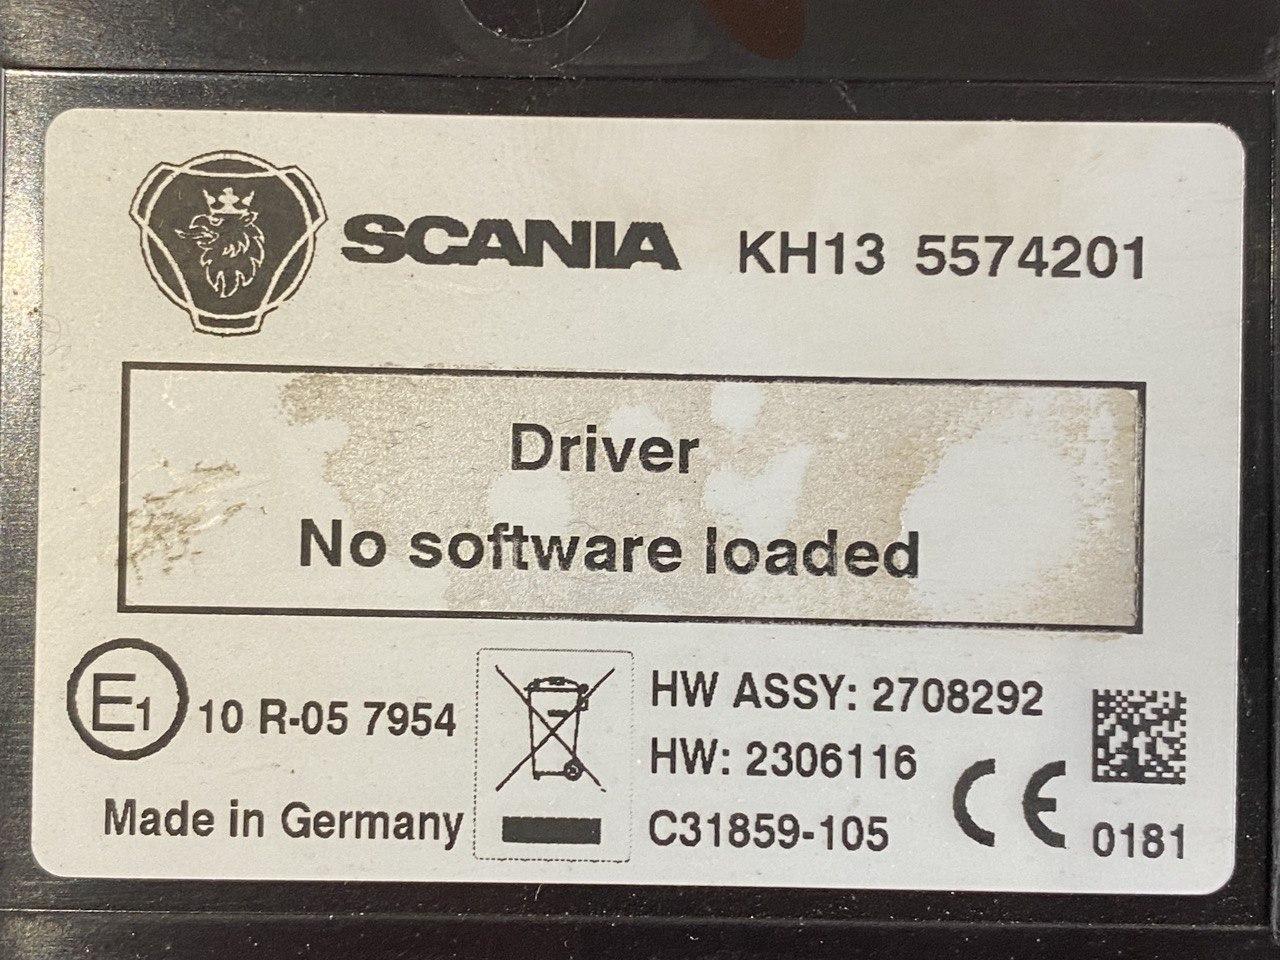 SCANIA KH13 5574201
Driver
No software loaded
E1 10 R-05 7954
Made in Germany
HW ASSY: 2708292
HW: 2306116
C31859-105
CE 0181